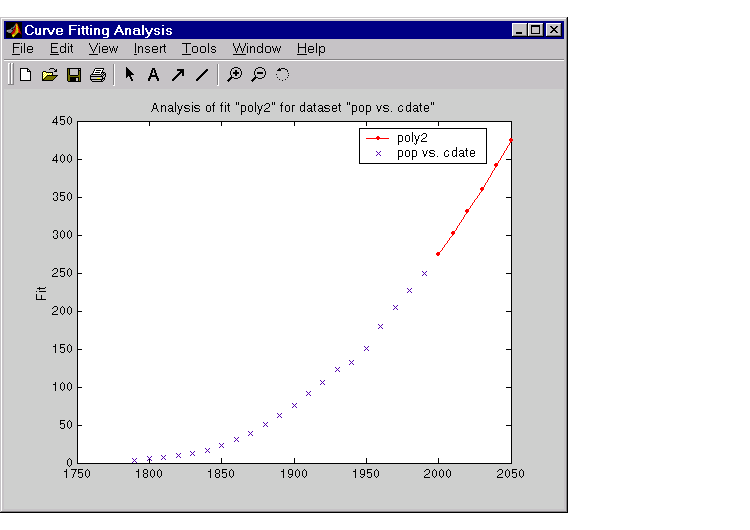 Curve Fitting Analysis
File Edit View Insert Tools Window Help
A
Analysis of fit "poly2" for dataset "pop vs. cdate"
poly2
pop vs. cdate
450
400
350
300
250
200
150
100
50
0
Fit
1750 1800 1850 1900 1950 2000 2050